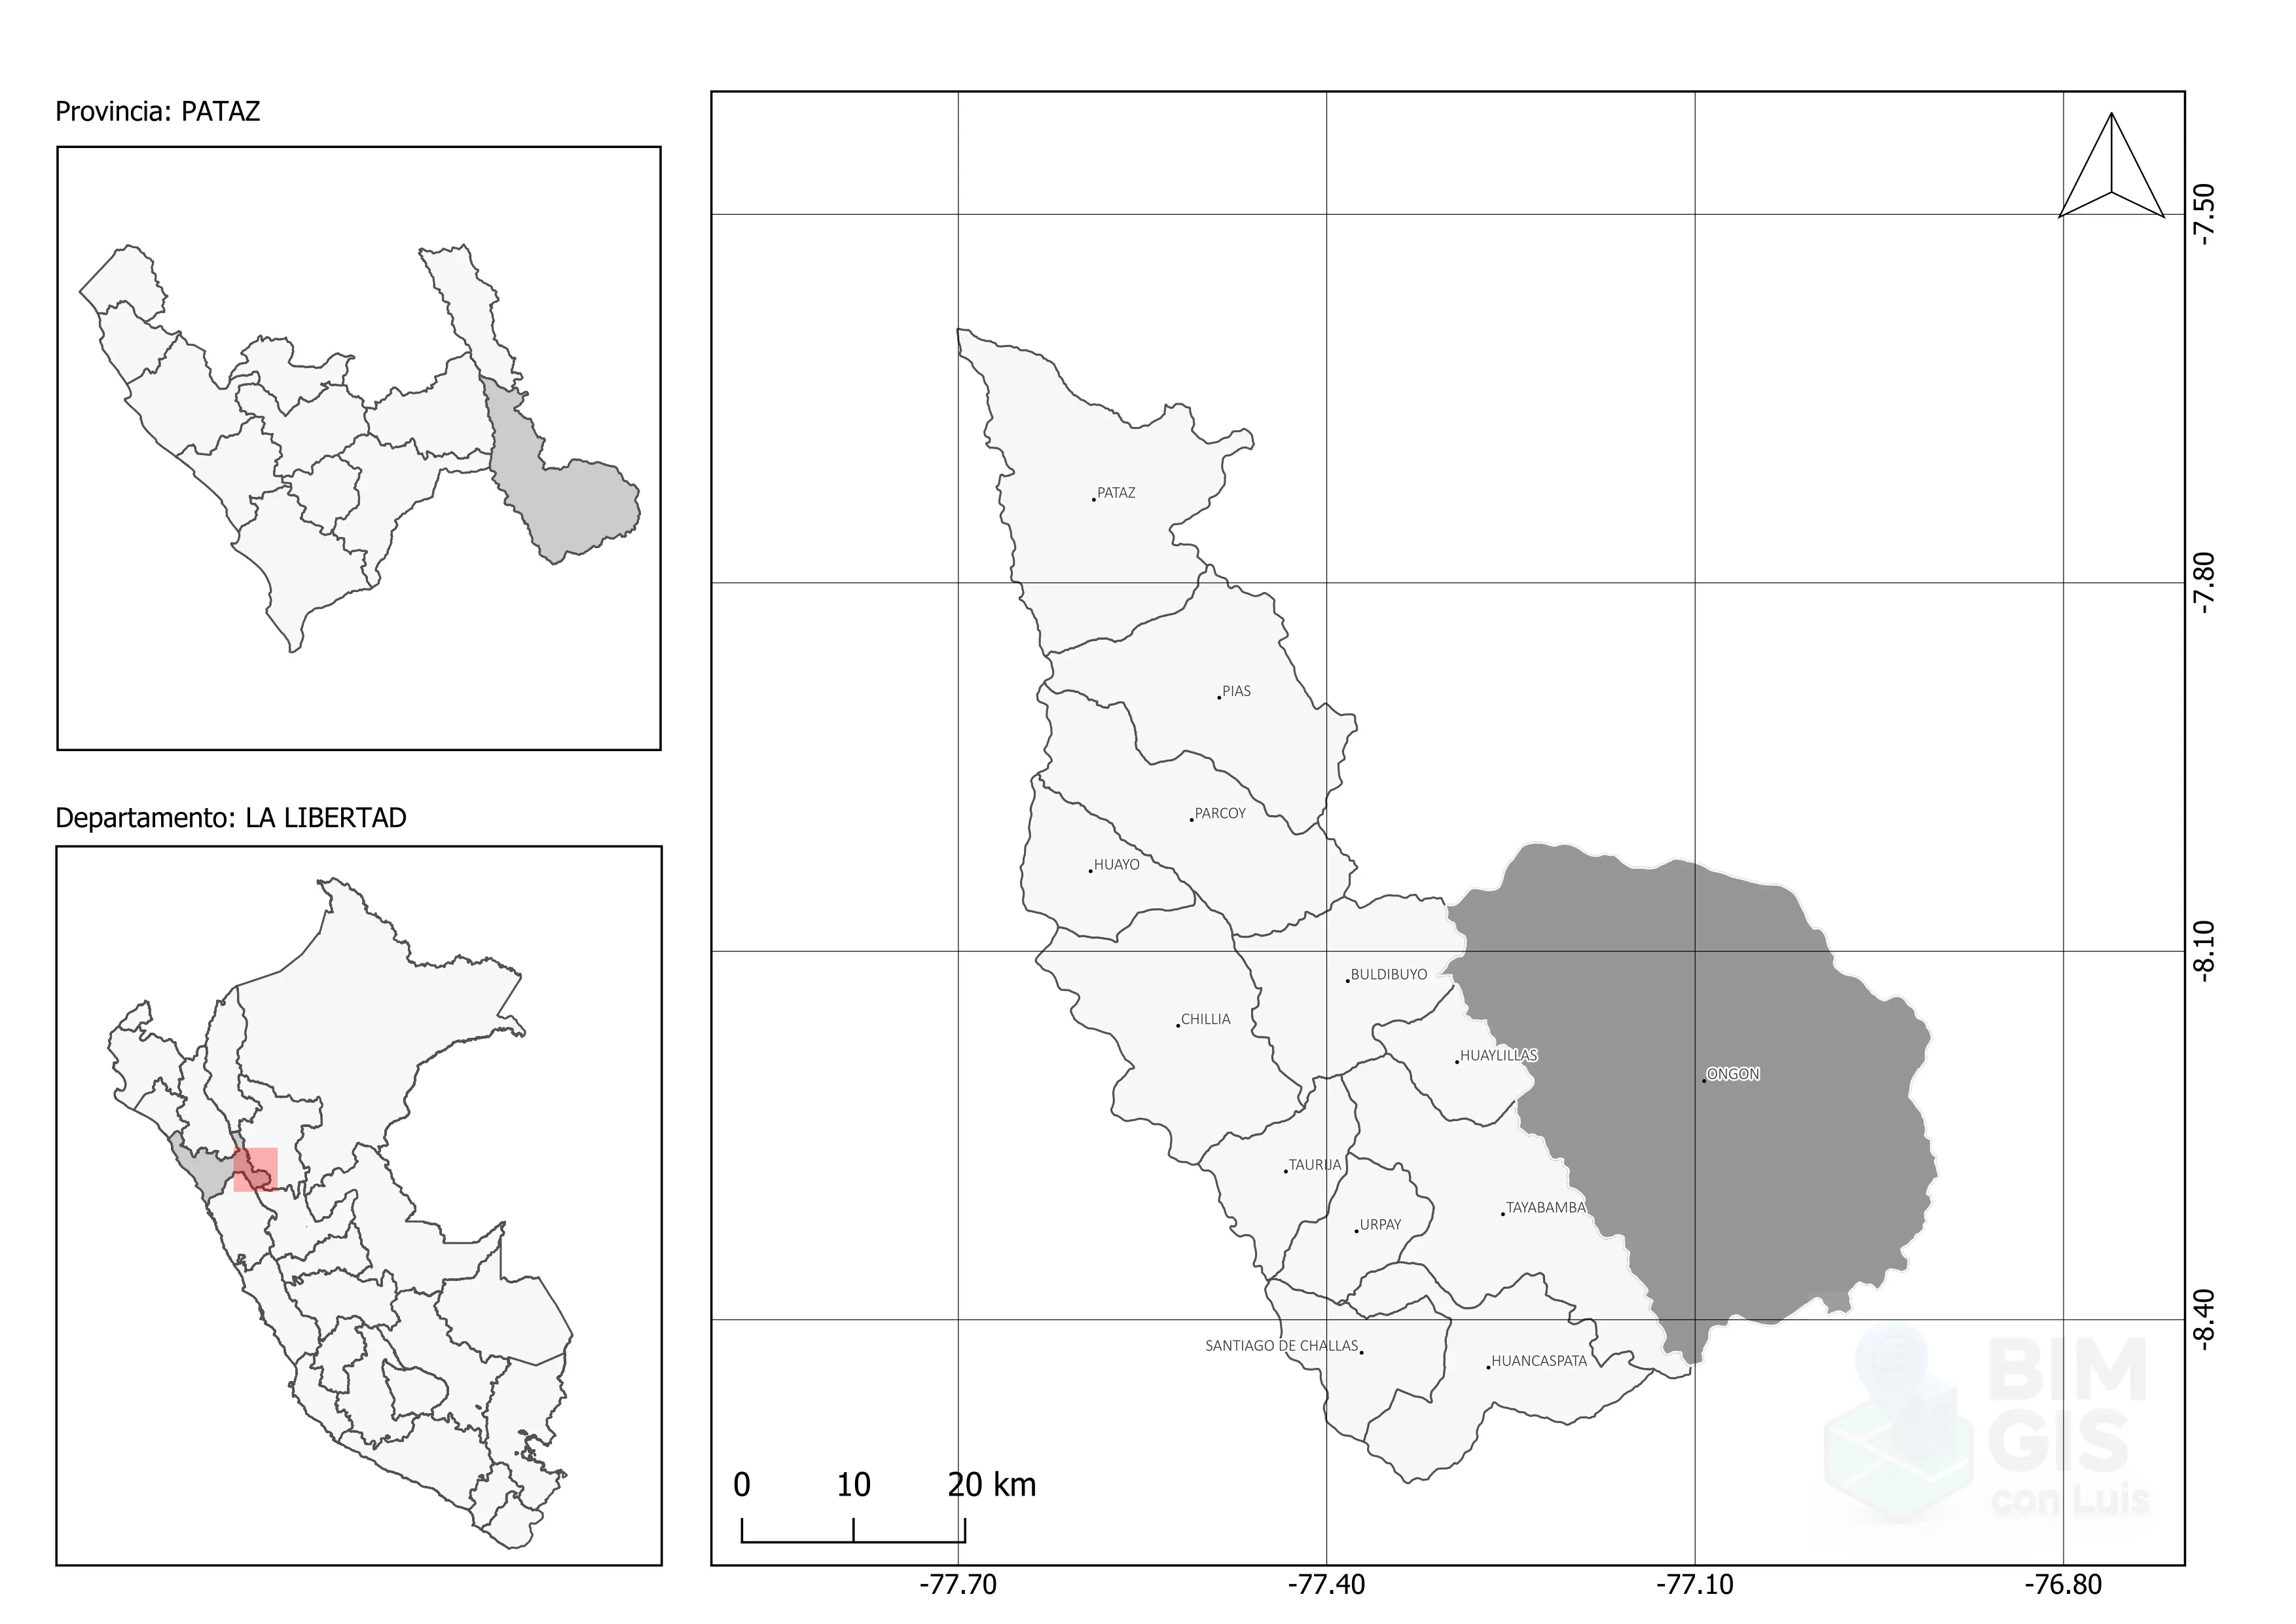 Provincia: PATAZ
Departamento: LA LIBERTAD
-7.50
-7.80
-8.10
-8.40
PATAZ
PIAS
PARCOY
HUAYO
BULDIBUYO
CHILLIA
HUAYLILLAS
ONGON
TAURIJA
TAYABAMBA
URPAY
SANTIAGO DE CHALLAS
HUANCASPATA
BIM
GIS
con Luis
0 10 20 km
-77.70 -77.40 -77.10 -76.80